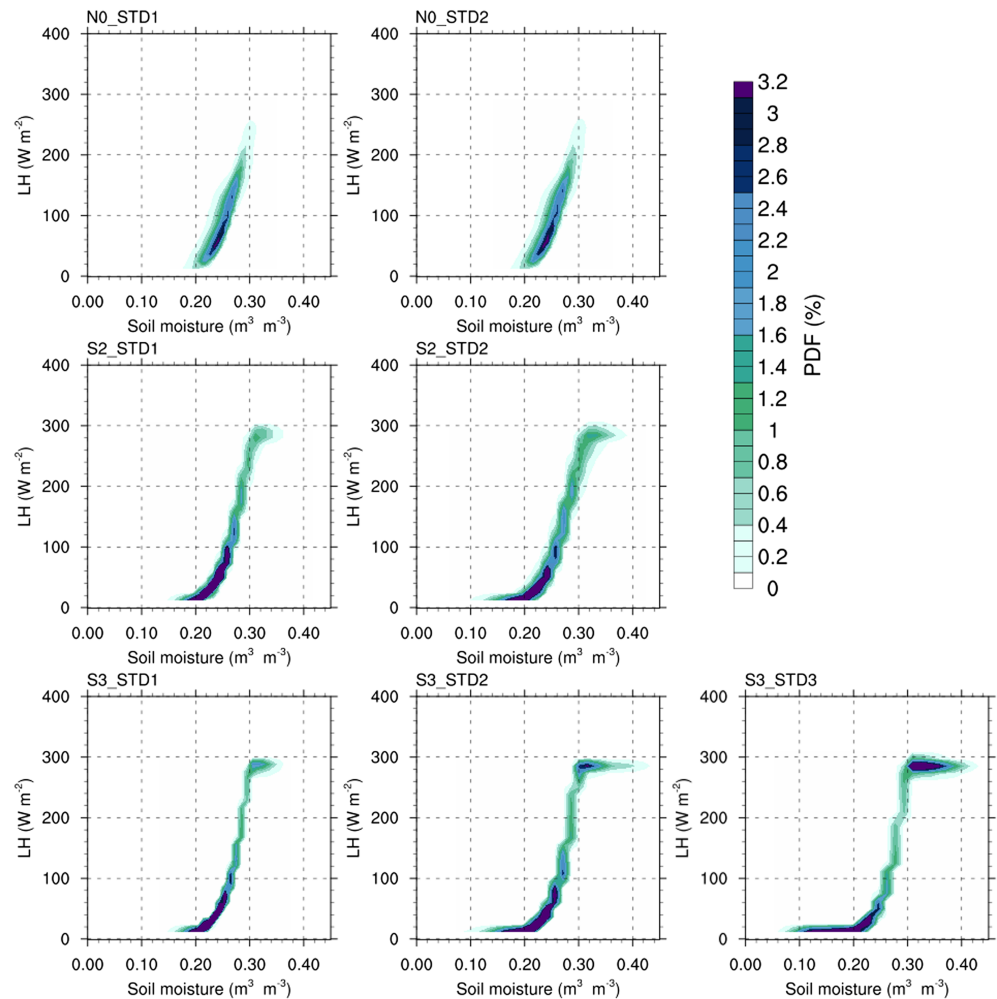 N0_STD1
400
300
200
100
0
LH (W m⁻²)
0.00 0.10 0.20 0.30 0.40
Soil moisture (m³ m⁻³)
N0_STD2
400
300
200
100
0
LH (W m⁻²)
0.00 0.10 0.20 0.30 0.40
Soil moisture (m³ m⁻³)
3.2
3
2.8
2.6
2.4
2.2
2
1.8
1.6
1.4
1.2
1
0.8
0.6
0.4
0.2
0
PDF (%)
S2_STD1
400
300
200
100
0
LH (W m⁻²)
0.00 0.10 0.20 0.30 0.40
Soil moisture (m³ m⁻³)
S2_STD2
400
300
200
100
0
LH (W m⁻²)
0.00 0.10 0.20 0.30 0.40
Soil moisture (m³ m⁻³)
S3_STD1
400
300
200
100
0
LH (W m⁻²)
0.00 0.10 0.20 0.30 0.40
Soil moisture (m³ m⁻³)
S3_STD2
400
300
200
100
0
LH (W m⁻²)
0.00 0.10 0.20 0.30 0.40
Soil moisture (m³ m⁻³)
S3_STD3
400
300
200
100
0
LH (W m⁻²)
0.00 0.10 0.20 0.30 0.40
Soil moisture (m³ m⁻³)